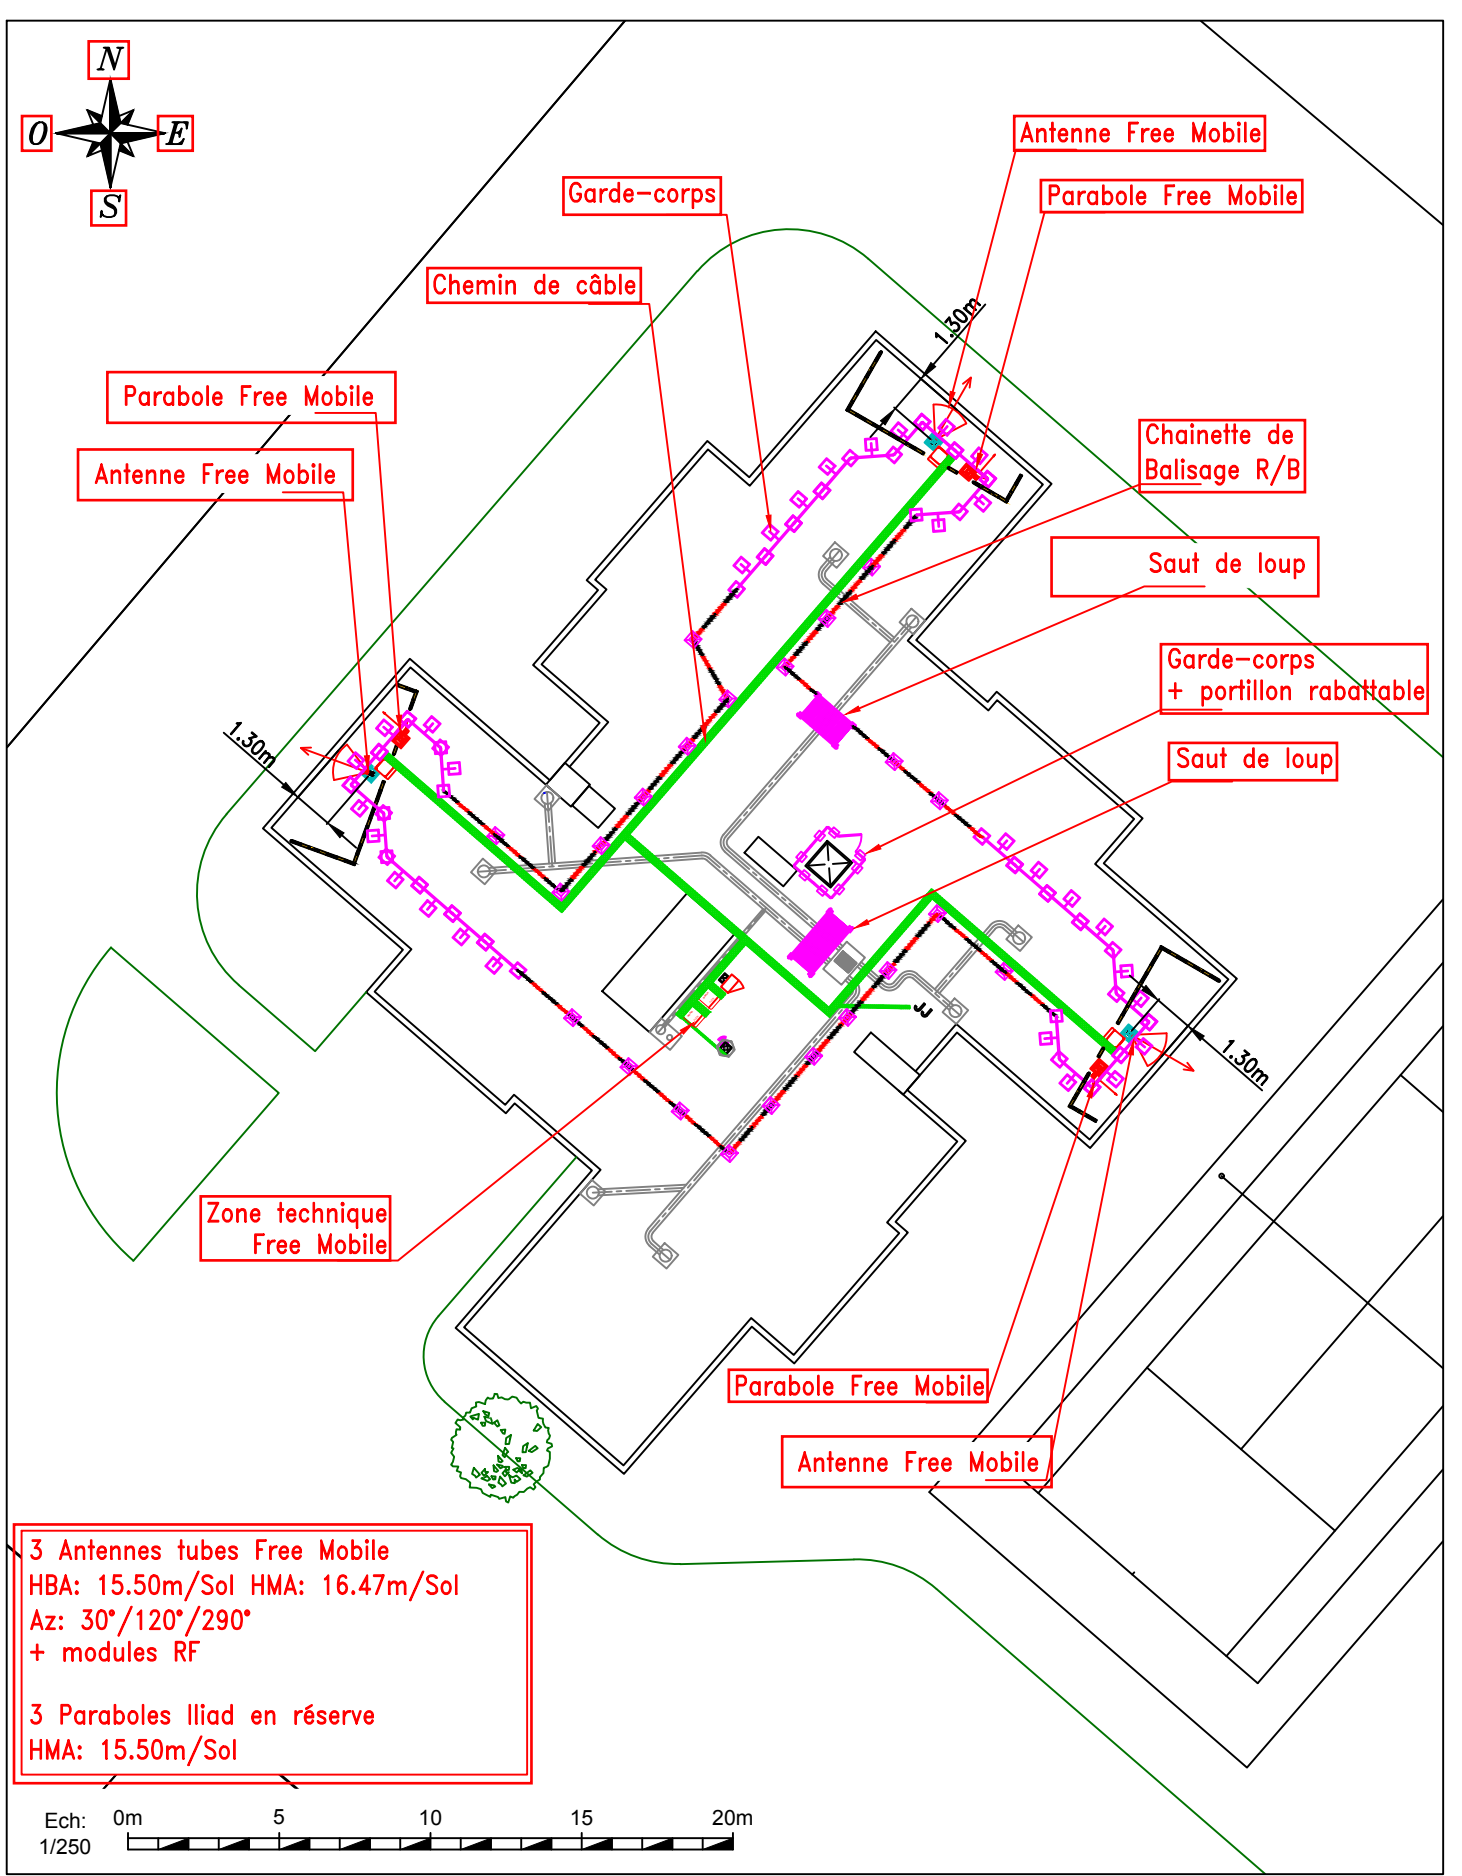 N
O
E
S
Antenne Free Mobile
Parabole Free Mobile
Garde-corps
Chemin de câble
1.30m
Parabole Free Mobile
Antenne Free Mobile
Chainette de
Balisage R/B
Saut de loup
Garde-corps
+ portillon rabattable
Saut de loup
1.30m
JJ
1.30m
Zone technique
Free Mobile
Parabole Free Mobile
Antenne Free Mobile
3 Antennes tubes Free Mobile
HBA: 15.50m/Sol HMA: 16.47m/Sol
Az: 30°/120°/290°
+ modules RF
3 Paraboles Iliad en réserve
HMA: 15.50m/Sol
Ech:
1/250
0m 5 10 15 20m